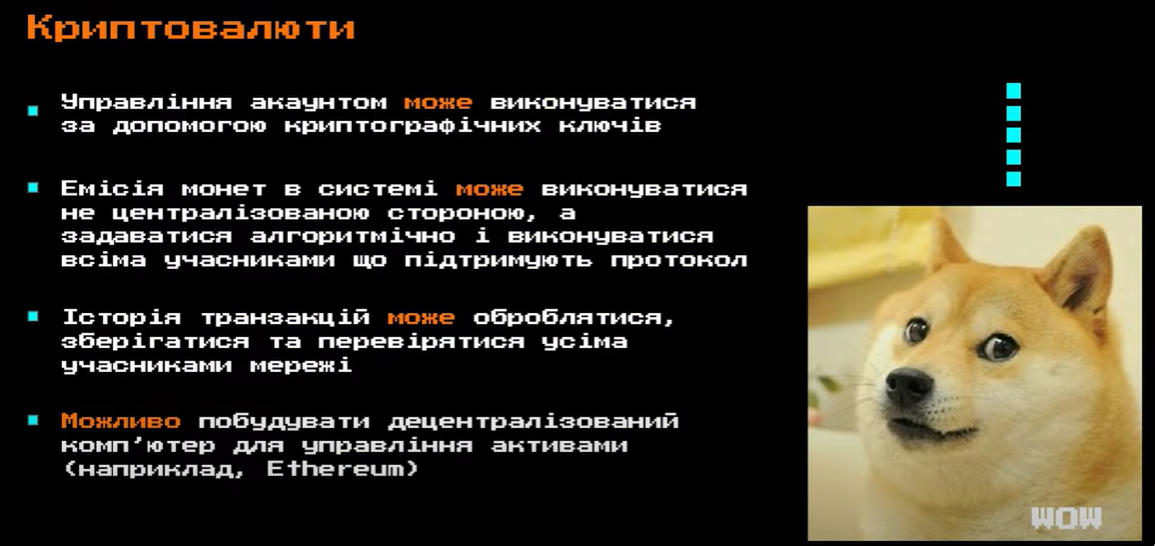 Криптовалюти
Управління акаунтом може виконуватися
за допомогою криптографічних ключів
Емісія монет в системі може виконуватися
не централізованою стороною, а
задаватися алгоритмічно і виконуватися
всіма учасниками що підтримують протокол
Історія транзакцій може оброблятися,
зберігатися та перевірятися усіма
учасниками мережі
Можливо побудувати децентралізований
комп’ютер для управління активами
(наприклад, Ethereum)
WOW